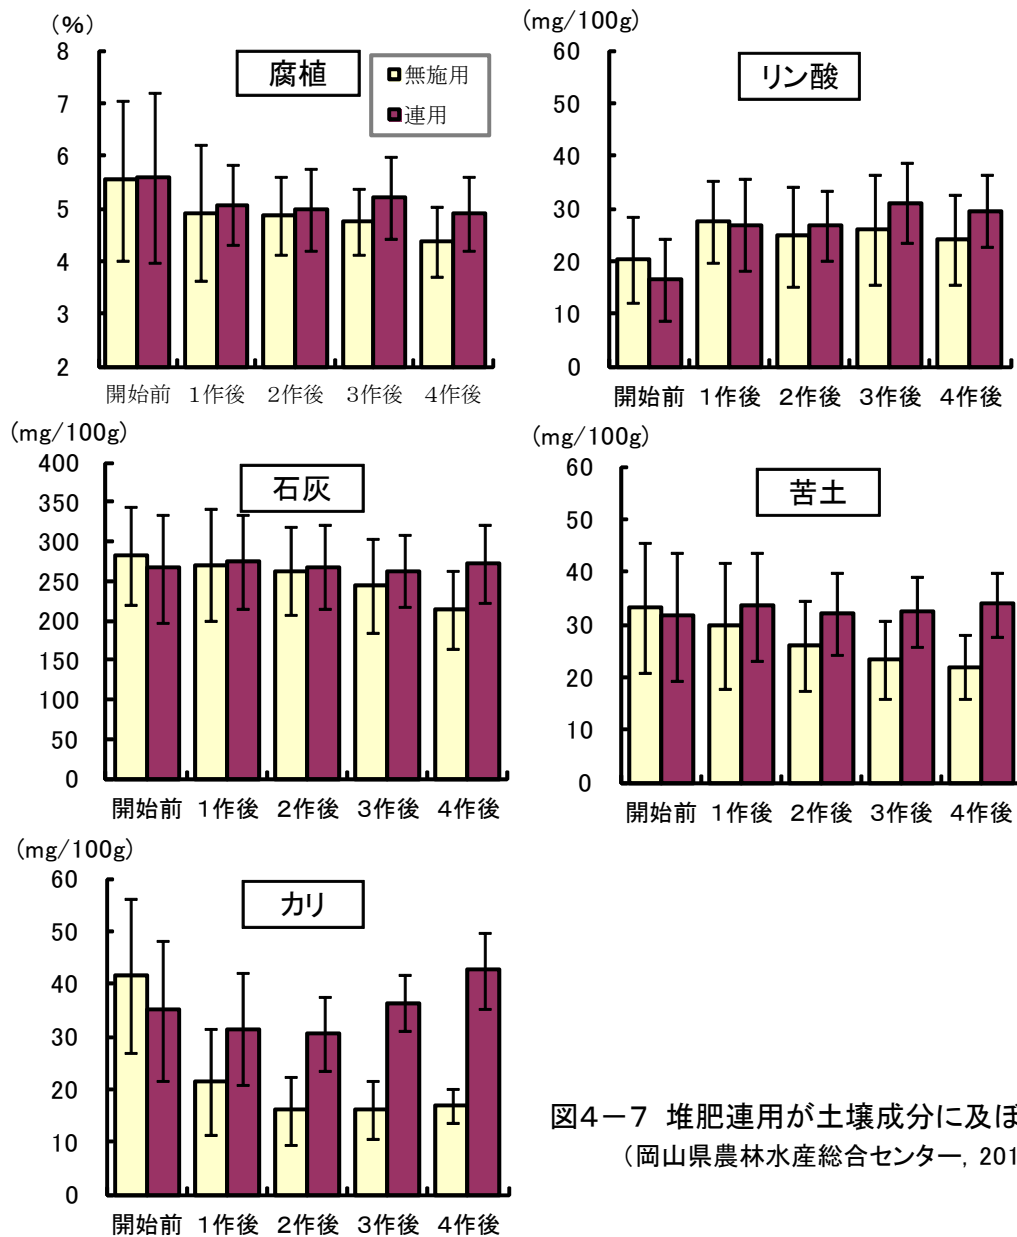 (%)
8
7
6
5
4
3
2
腐植
無施用
連用
開始前 1作後 2作後 3作後 4作後
(mg/100g)
60
50
40
30
20
10
0
リン酸
開始前 1作後 2作後 3作後 4作後
(mg/100g)
400
350
300
250
200
150
100
50
0
石灰
開始前 1作後 2作後 3作後 4作後
(mg/100g)
60
50
40
30
20
10
0
苦土
開始前 1作後 2作後 3作後 4作後
(mg/100g)
60
50
40
30
20
10
0
カリ
開始前 1作後 2作後 3作後 4作後
図4－7 堆肥連用が土壌成分に及ぼ
（岡山県農林水産総合センター, 201